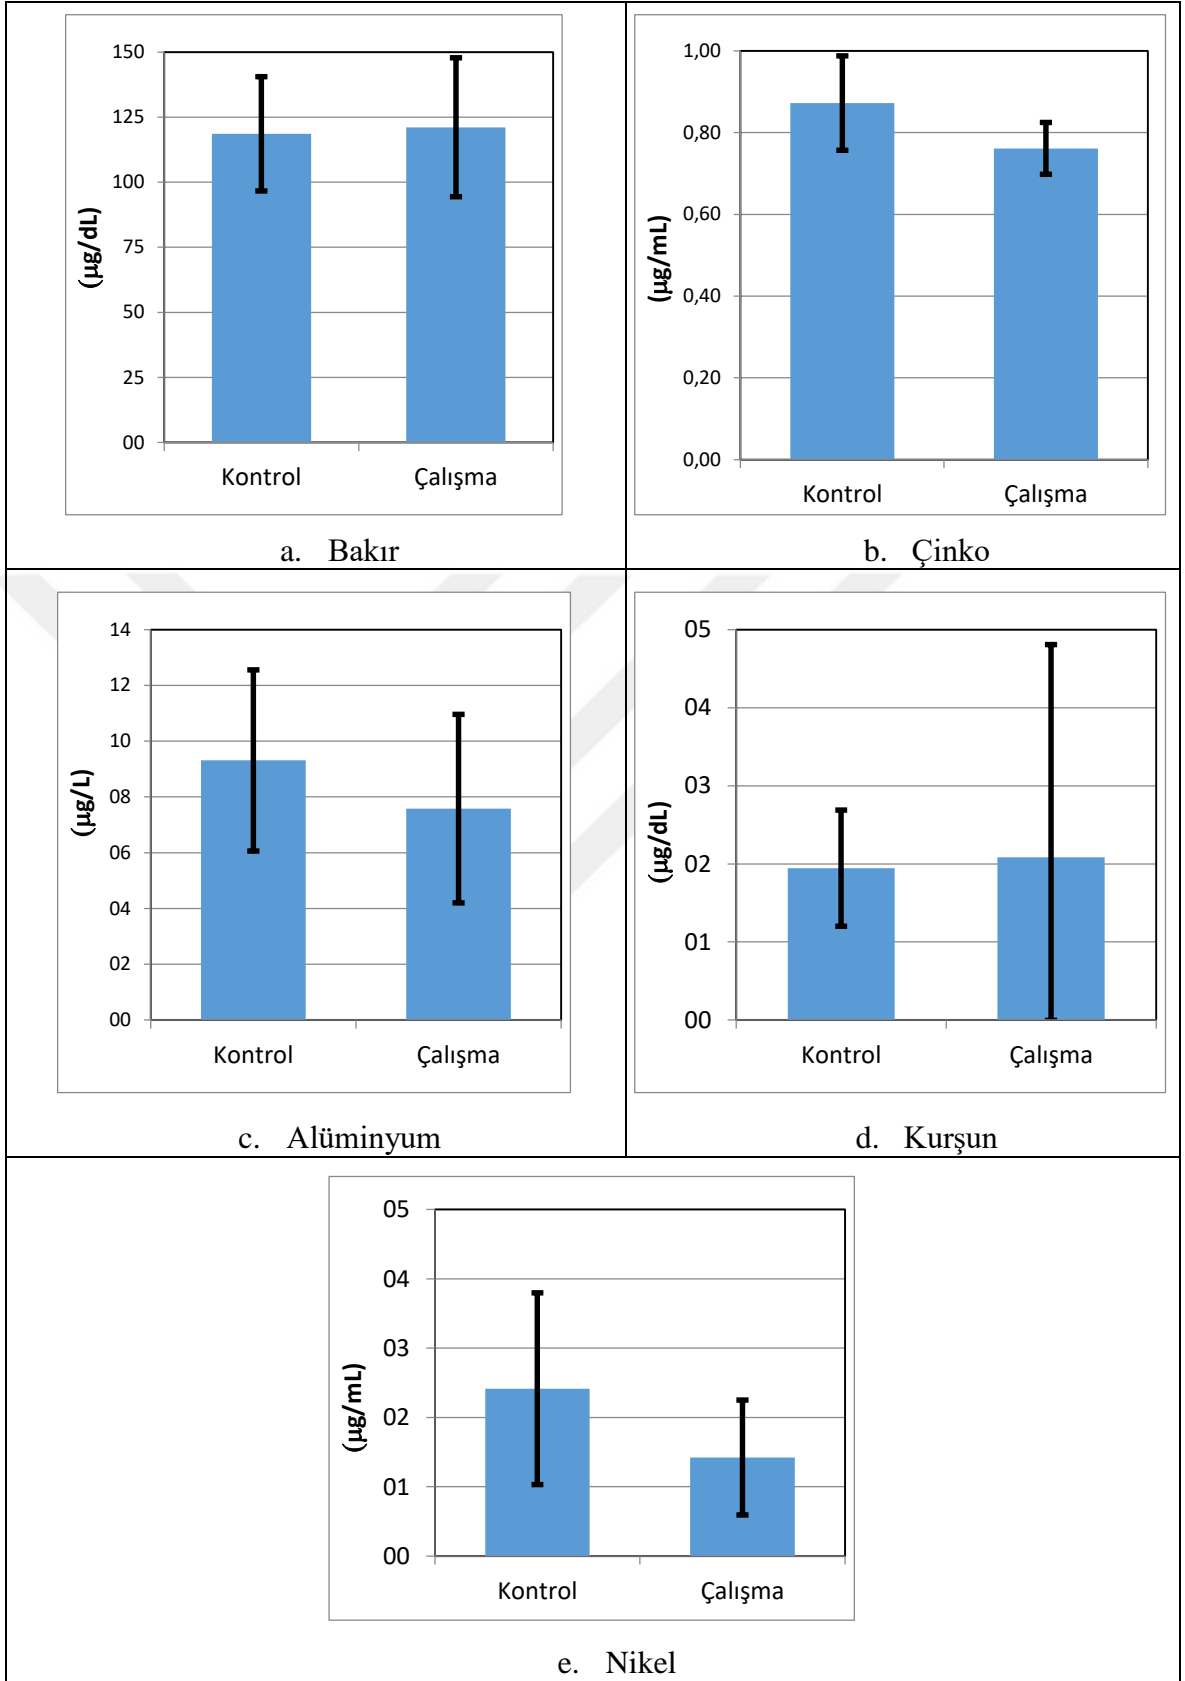 150
125
100
75
50
25
00
(µg/dL)
Kontrol Çalışma
a. Bakır
1,00
0,80
0,60
0,40
0,20
0,00
(µg/mL)
Kontrol Çalışma
b. Çinko
14
12
10
08
06
04
02
00
(µg/L)
Kontrol Çalışma
c. Alüminyum
05
04
03
02
01
00
(µg/dL)
Kontrol Çalışma
d. Kurşun
05
04
03
02
01
00
(µg/mL)
Kontrol Çalışma
e. Nikel